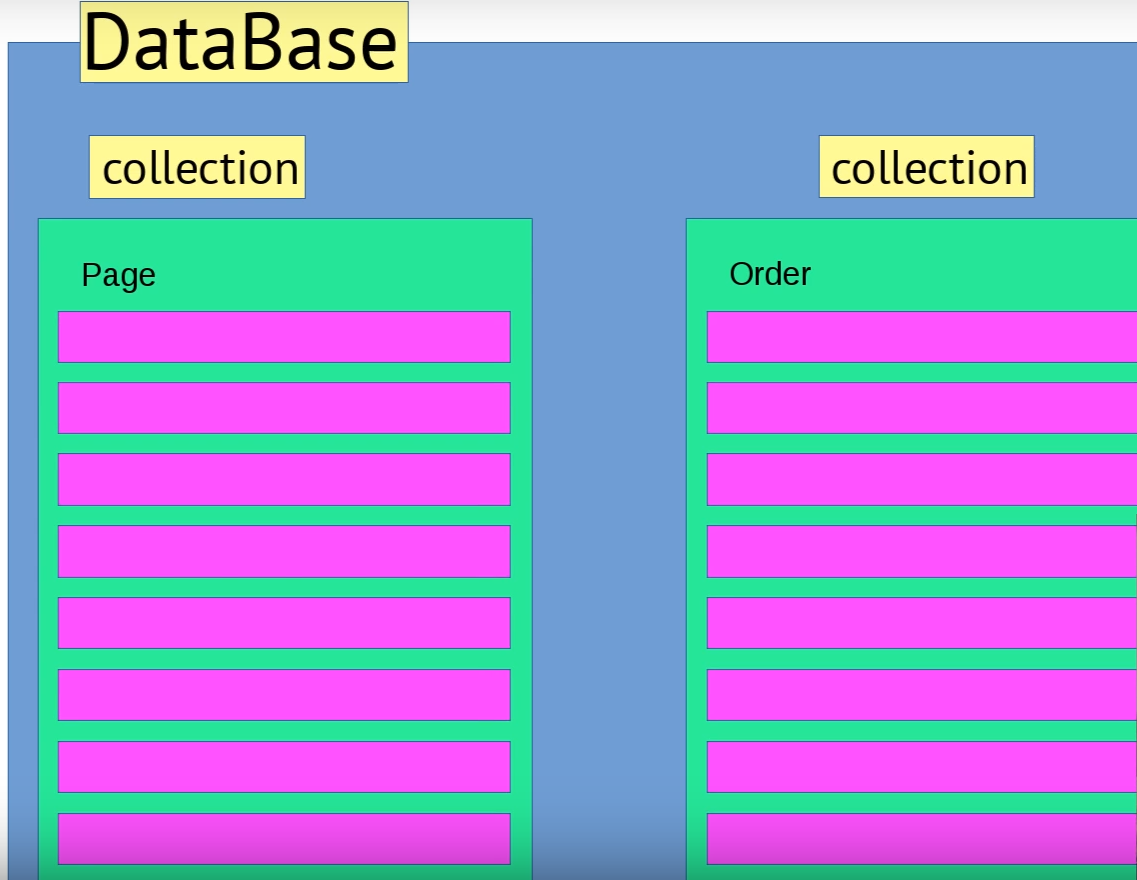 DataBase
collection
collection
Page
Order